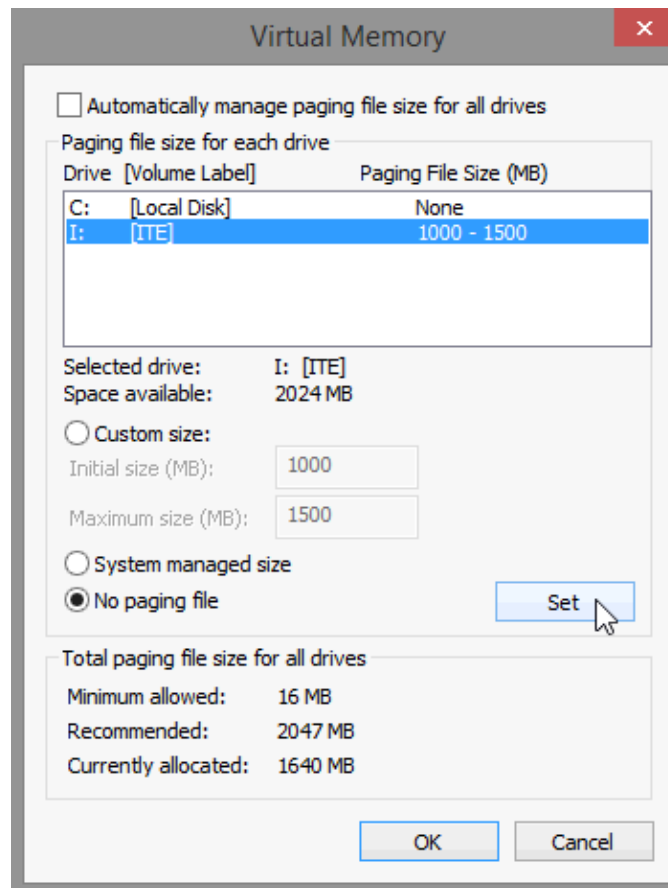 Virtual Memory
Automatically manage paging file size for all drives
Paging file size for each drive
Drive [Volume Label] Paging File Size (MB)
C: [Local Disk] None
I: [ITE] 1000 - 1500
Selected drive: I: [ITE]
Space available: 2024 MB
Custom size:
Initial size (MB): 1000
Maximum size (MB): 1500
System managed size
No paging file Set
Total paging file size for all drives
Minimum allowed: 16 MB
Recommended: 2047 MB
Currently allocated: 1640 MB
OK Cancel